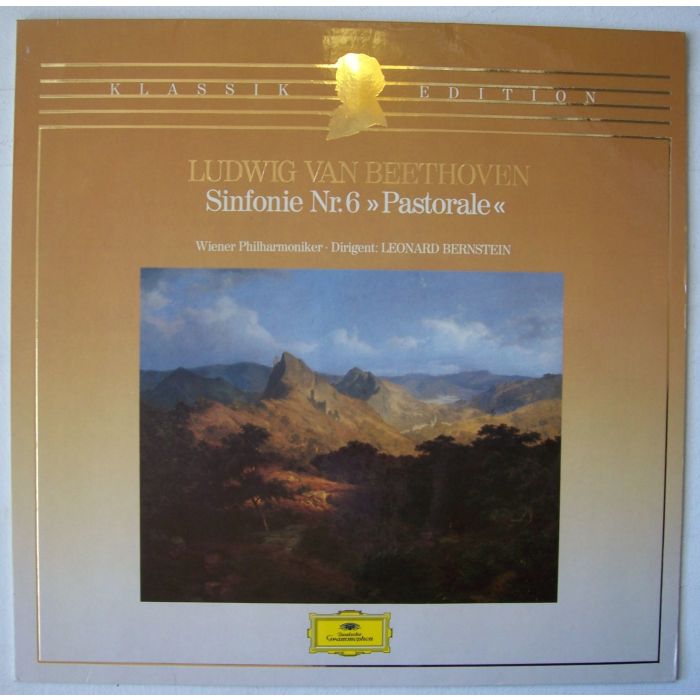 KLASSIK EDITION
LUDWIG VAN BEETHOVEN
Sinfonie Nr. 6 »Pastorale«
Wiener Philharmoniker · Dirigent: LEONARD BERNSTEIN
Deutsche
Grammophon